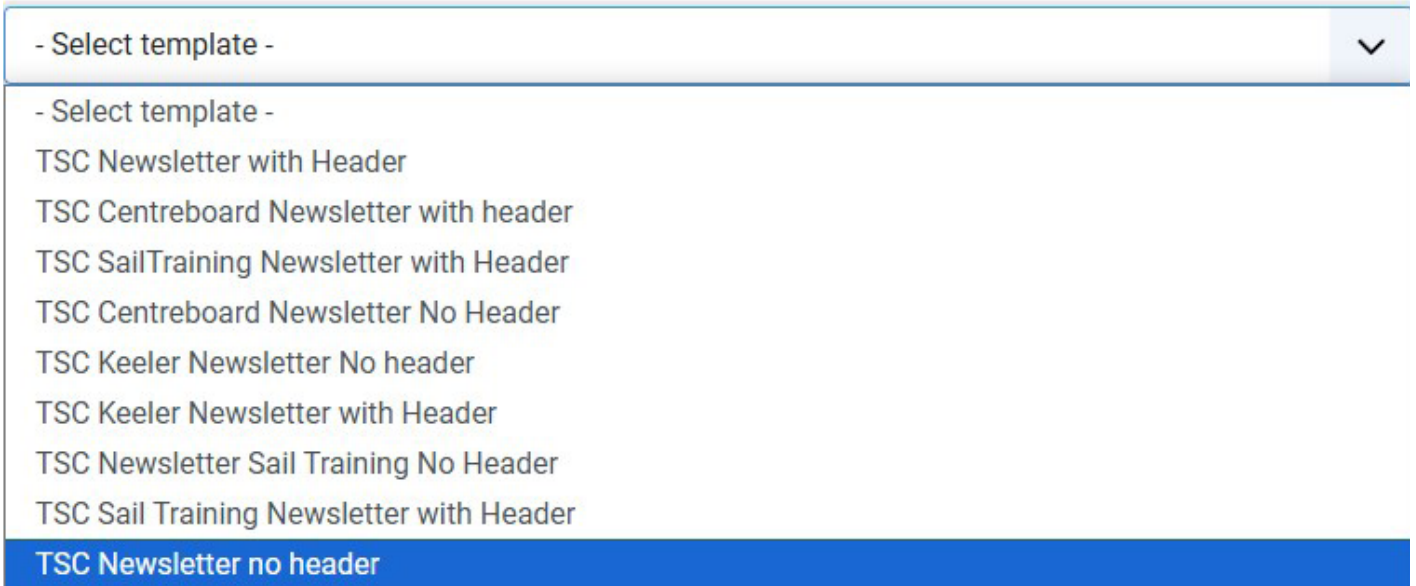 - Select template -
- Select template -
TSC Newsletter with Header
TSC Centreboard Newsletter with header
TSC SailTraining Newsletter with Header
TSC Centreboard Newsletter No Header
TSC Keeler Newsletter No header
TSC Keeler Newsletter with Header
TSC Newsletter Sail Training No Header
TSC Sail Training Newsletter with Header
TSC Newsletter no header